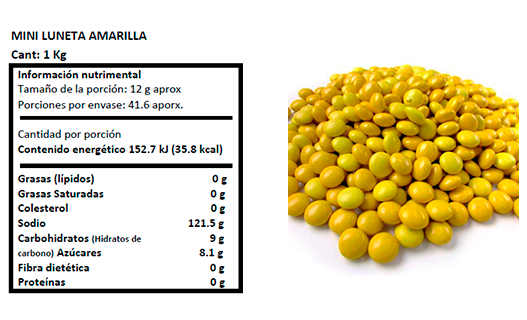 MINI LUNETA AMARILLA
Cant: 1 Kg
Información nutrimental
Tamaño de la porción: 12 g aprox
Porciones por envase: 41.6 aporx.
Cantidad por porción
Contenido energético 152.7 kJ (35.8 kcal)
Grasas (lípidos) 0 g
Grasas Saturadas 0 g
Colesterol 0 g
Sodio 121.5 g
Carbohidratos (Hidratos de 9 g
carbono) Azúcares 8.1 g
Fibra dietética 0 g
Proteínas 0 g